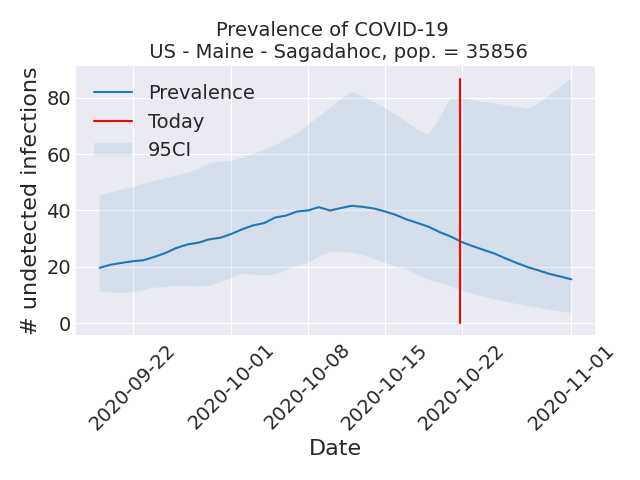 Prevalence of COVID-19
US - Maine - Sagadahoc, pop. = 35856
# undetected infections
80
60
40
20
0
Prevalence
Today
95CI
2020-09-22
2020-10-01
2020-10-08
2020-10-15
2020-10-22
2020-11-01
Date